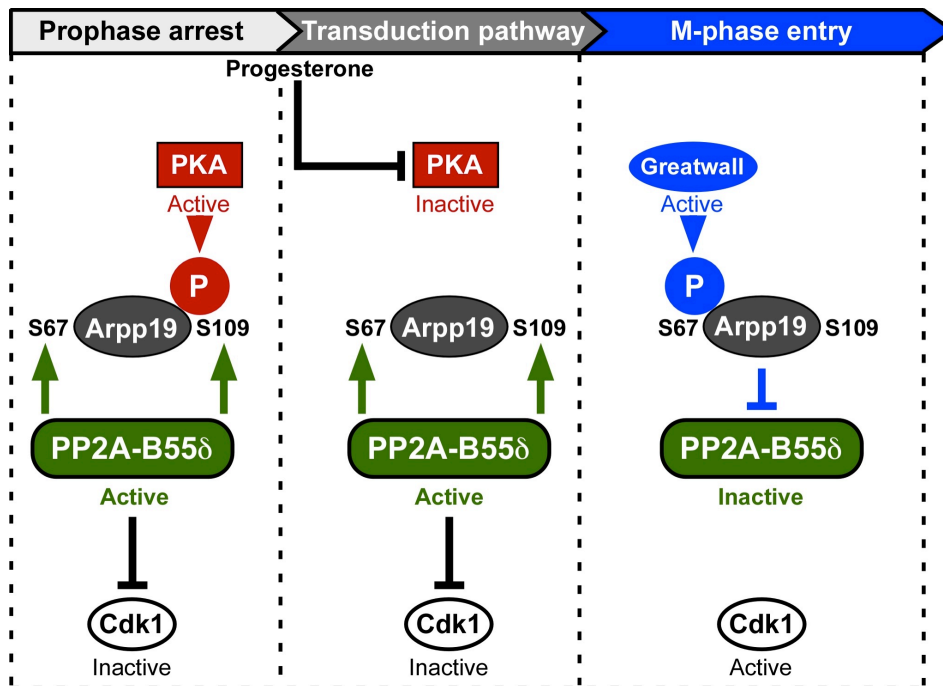 Prophase arrest
Transduction pathway
M-phase entry
Progesterone
PKA
Active
P
S67 Arpp19 S109
PP2A-B55δ
Active
Cdk1
Inactive
PKA
Inactive
S67 Arpp19 S109
PP2A-B55δ
Active
Cdk1
Inactive
Greatwall
Active
P
S67 Arpp19 S109
PP2A-B55δ
Inactive
Cdk1
Active